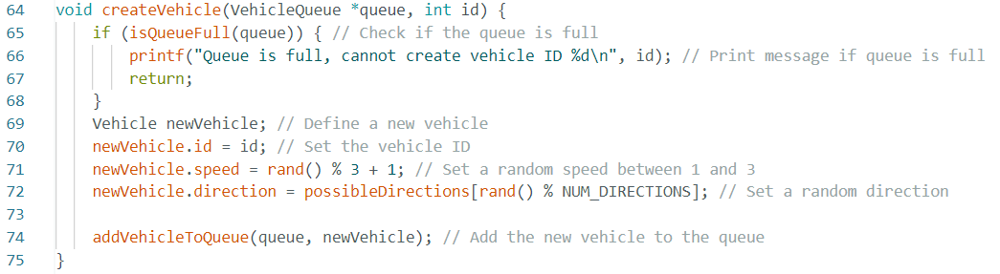 64 void createVehicle(VehicleQueue *queue, int id) {
65     if (isQueueFull(queue)) { // Check if the queue is full
66         printf("Queue is full, cannot create vehicle ID %d\n", id); // Print message if queue is full
67         return;
68     }
69     Vehicle newVehicle; // Define a new vehicle
70     newVehicle.id = id; // Set the vehicle ID
71     newVehicle.speed = rand() % 3 + 1; // Set a random speed between 1 and 3
72     newVehicle.direction = possibleDirections[rand() % NUM_DIRECTIONS]; // Set a random direction
73
74     addVehicleToQueue(queue, newVehicle); // Add the new vehicle to the queue
75 }